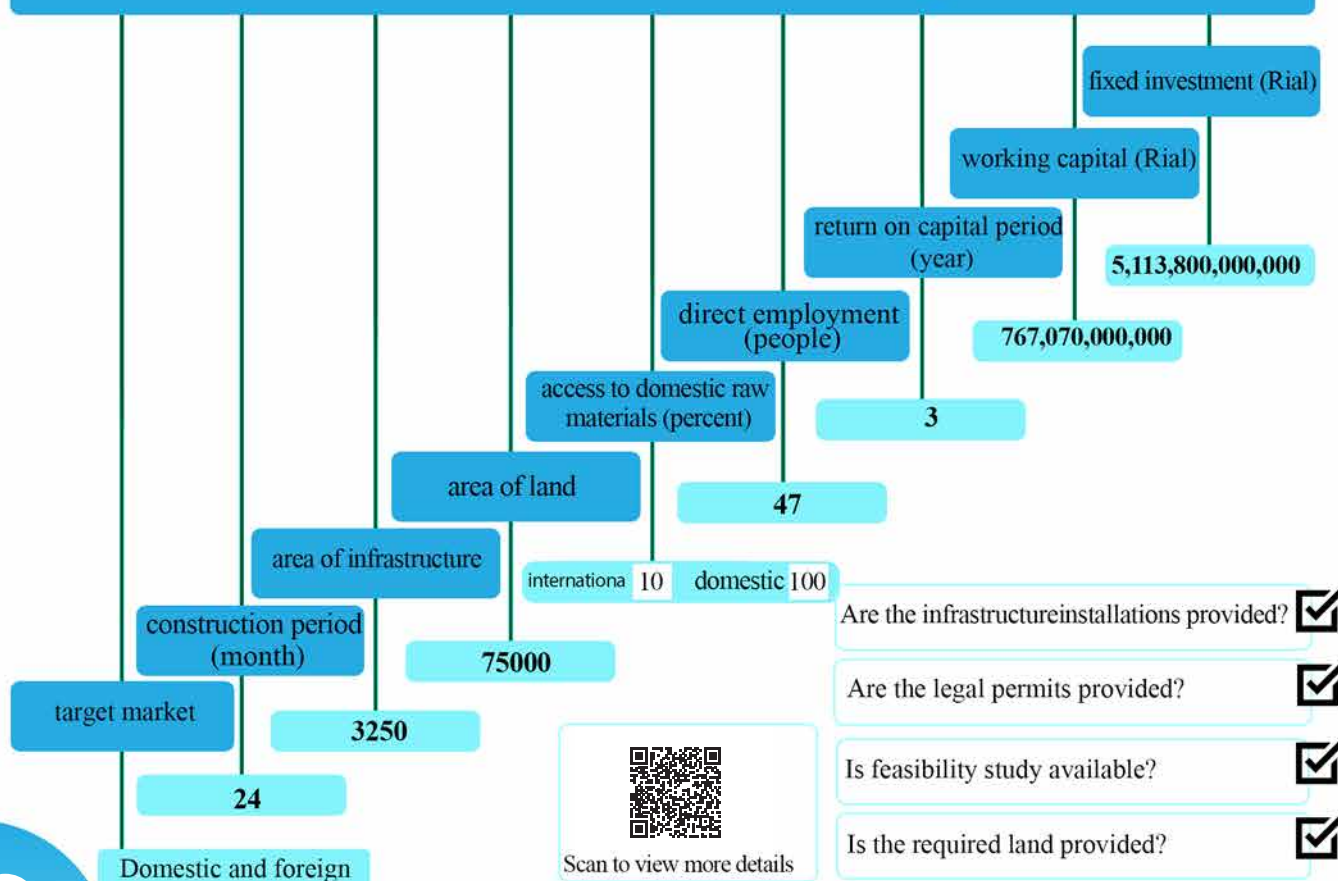 fixed investment (Rial)
5,113,800,000,000
working capital (Rial)
767,070,000,000
return on capital period
(year)
3
direct employment
(people)
47
access to domestic raw
materials (percent)
internationa 10 domestic 100
area of land
75000
area of infrastructure
3250
construction period
(month)
24
target market
Domestic and foreign
Scan to view more details
Are the infrastructureinstallations provided?
Are the legal permits provided?
Is feasibility study available?
Is the required land provided?